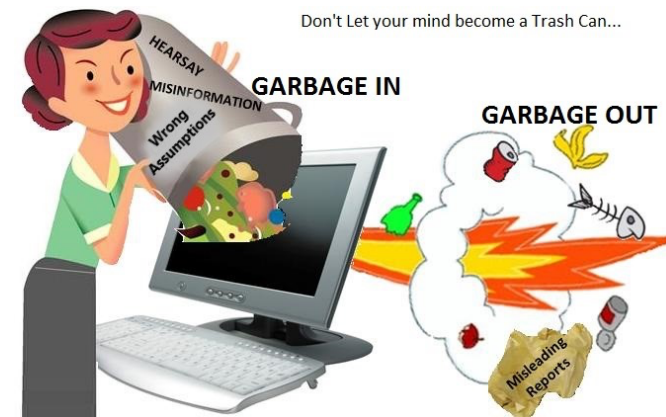 Don't Let your mind become a Trash Can...
HEARSAY
MISINFORMATION
Wrong
Assumptions
GARBAGE IN
GARBAGE OUT
Misleading
Reports